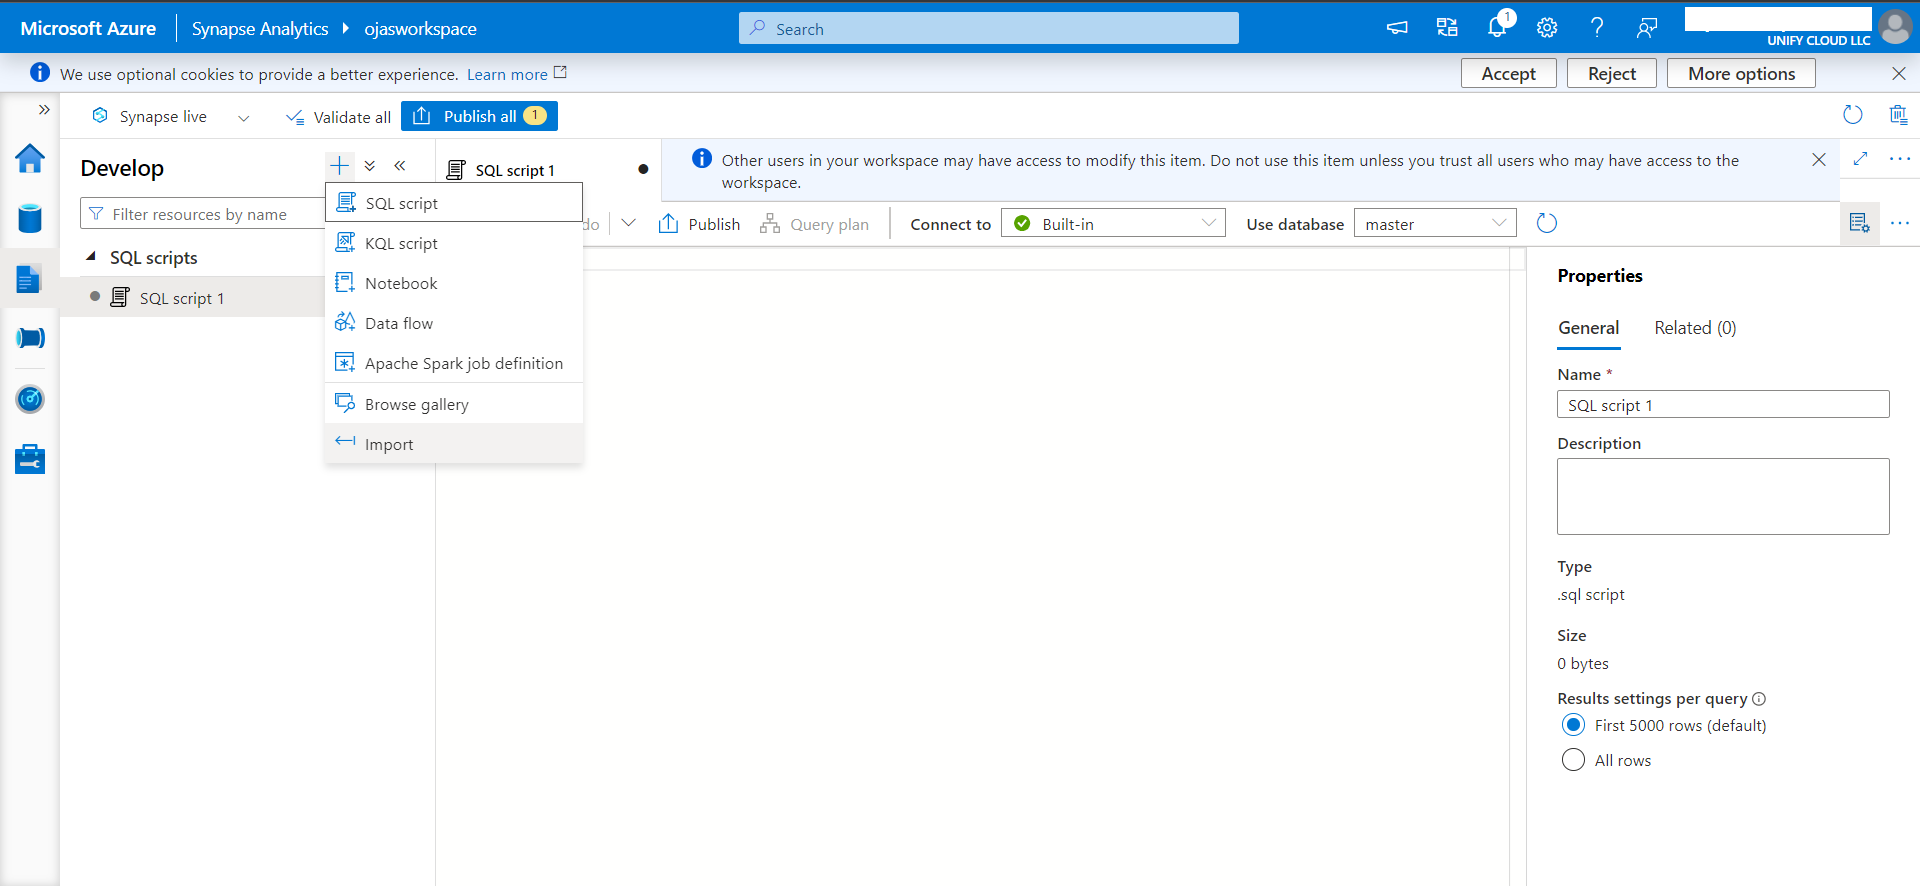 Microsoft Azure
Synapse Analytics
ojasworkspace
Search
1
UNIFY CLOUD LLC
We use optional cookies to provide a better experience. Learn more
Accept
Reject
More options
Synapse live
Validate all
Publish all 1
Develop
SQL script 1
Other users in your workspace may have access to modify this item. Do not use this item unless you trust all users who may have access to the
workspace.
Filter resources by name
SQL scripts
SQL script 1
SQL script
KQL script
Notebook
Data flow
Apache Spark job definition
Browse gallery
Import
do
Publish
Query plan
Connect to
Built-in
Use database
master
Properties
General
Related (0)
Name *
SQL script 1
Description
Type
.sql script
Size
0 bytes
Results settings per query
First 5000 rows (default)
All rows